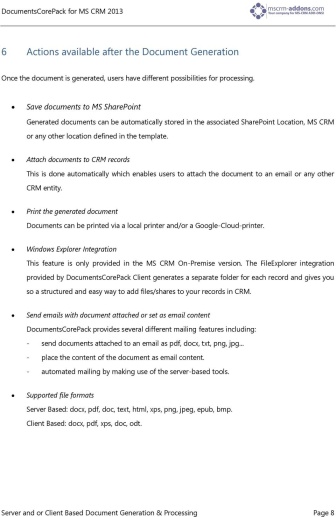 DocumentsCorePack for MS CRM 2013
mscrm-addons.com
Your company for MS CRM ADD-ONS!
6 Actions available after the Document Generation
Once the document is generated, users have different possibilities for processing.
• Save documents to MS SharePoint
Generated documents can be automatically stored in the associated SharePoint Location, MS CRM
or any other location defined in the template.
• Attach documents to CRM records
This is done automatically which enables users to attach the document to an email or any other
CRM entity.
• Print the generated document
Documents can be printed via a local printer and/or a Google-Cloud-printer.
• Windows Explorer Integration
This feature is only provided in the MS CRM On-Premise version. The FileExplorer integration
provided by DocumentsCorePack Client generates a separate folder for each record and gives you
so a structured and easy way to add files/shares to your records in CRM.
• Send emails with document attached or set as email content
DocumentsCorePack provides several different mailing features including:
- send documents attached to an email as pdf, docx, txt, png, jpg...
- place the content of the document as email content.
- automated mailing by making use of the server-based tools.
• Supported file formats
Server Based: docx, pdf, doc, text, html, xps, png, jpeg, epub, bmp.
Client Based: docx, pdf, xps, doc, odt.
Server and or Client Based Document Generation & Processing Page 8